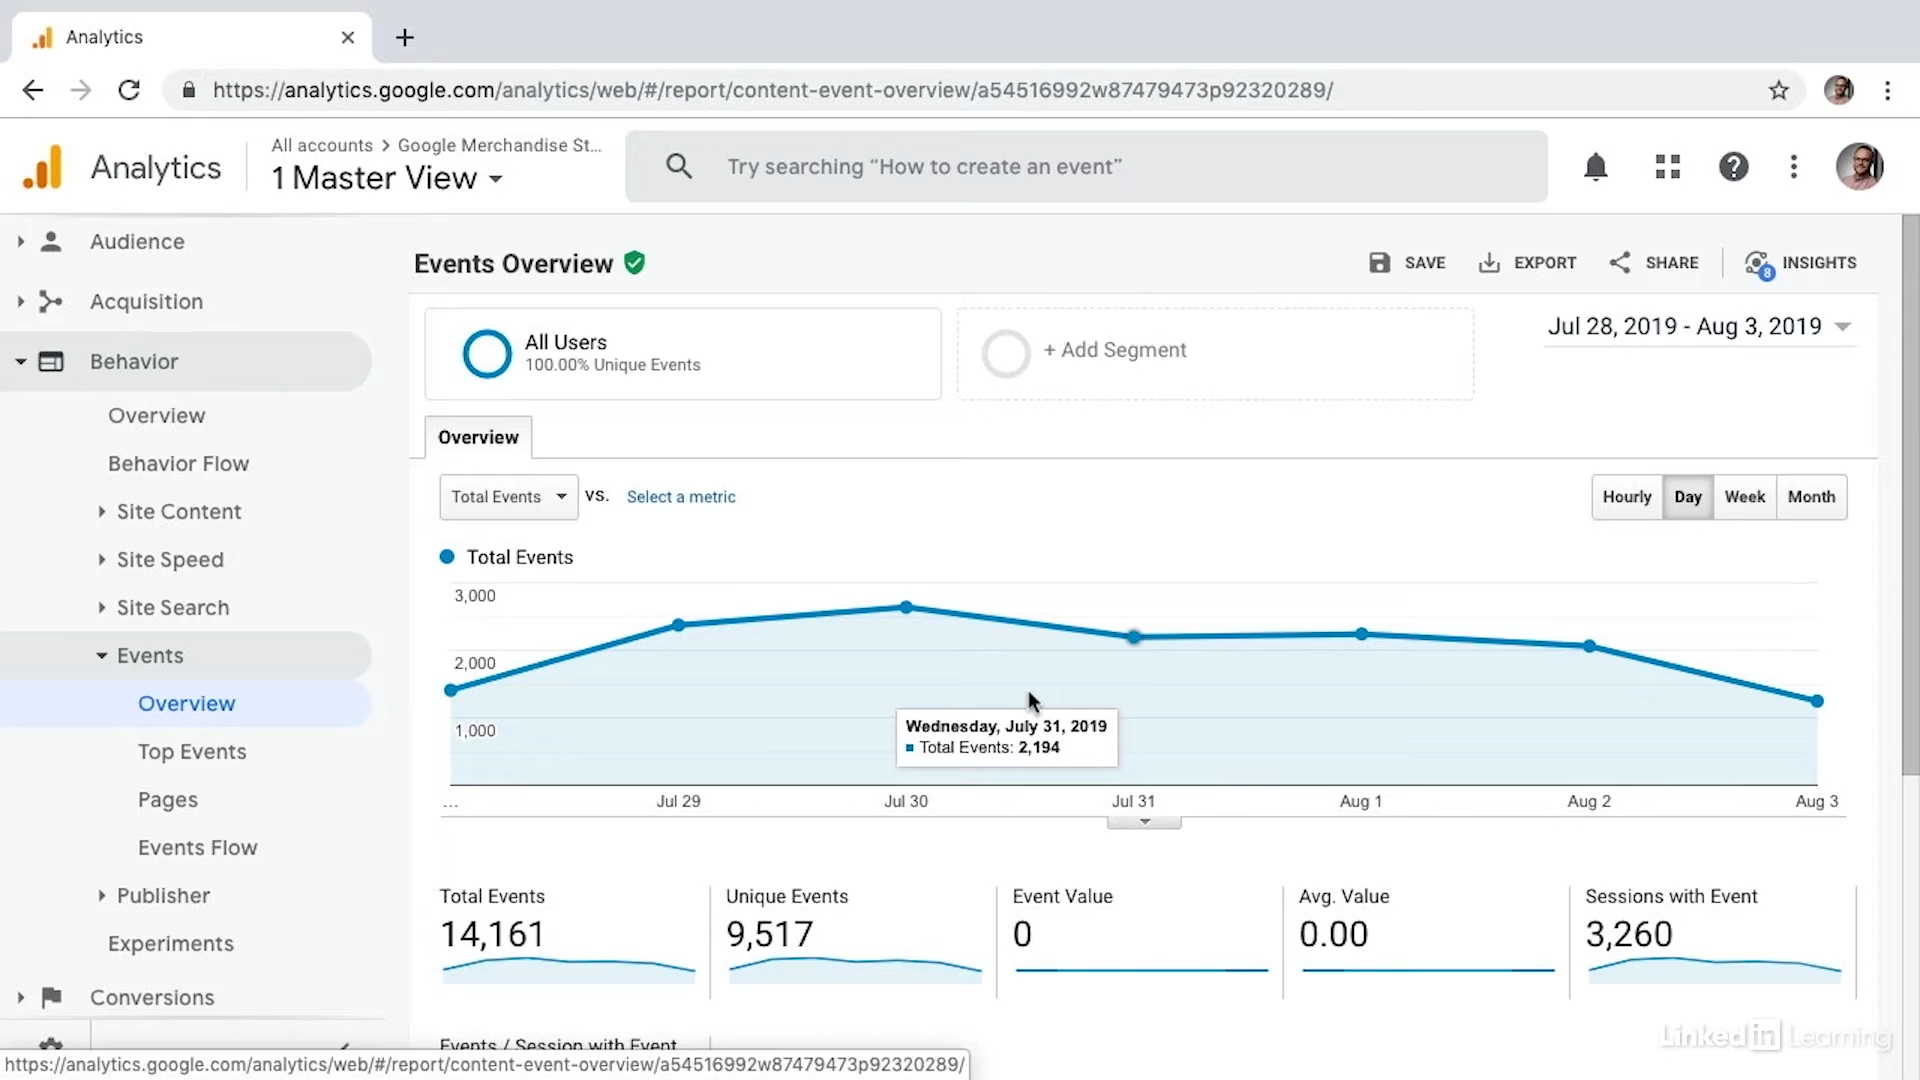 Analytics
https://analytics.google.com/analytics/web/#/report/content-event-overview/a54516992w87479473p92320289/
Analytics
All accounts > Google Merchandise St...
1 Master View
Try searching “How to create an event”
Audience
Acquisition
Behavior
Overview
Behavior Flow
Site Content
Site Speed
Site Search
Events
Overview
Top Events
Pages
Events Flow
Publisher
Experiments
Conversions
Events Overview
SAVE
EXPORT
SHARE
8
INSIGHTS
All Users
100.00% Unique Events
+ Add Segment
Jul 28, 2019 - Aug 3, 2019
Overview
Total Events
VS.
Select a metric
Hourly
Day
Week
Month
Total Events
3,000
2,000
1,000
Wednesday, July 31, 2019
Total Events: 2,194
...
Jul 29
Jul 30
Jul 31
Aug 1
Aug 2
Aug 3
Total Events
14,161
Unique Events
9,517
Event Value
0
Avg. Value
0.00
Sessions with Event
3,260
Events / Session with Event
https://analytics.google.com/analytics/web/#/report/content-event-overview/a54516992w87479473p92320289/
LinkedIn Learning